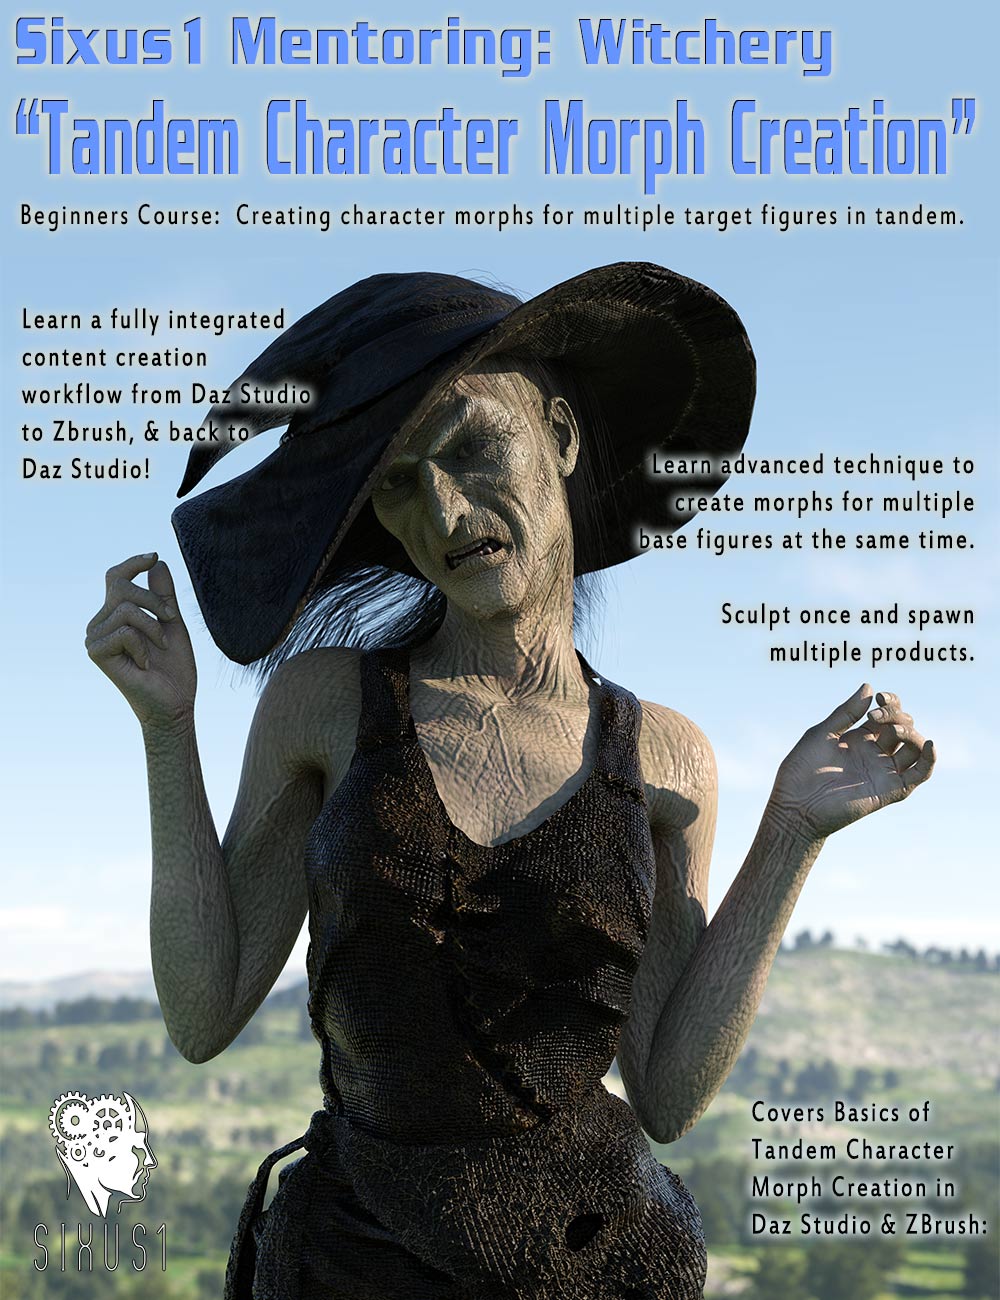 Sixus1 Mentoring: Witchery
“Tandem Character Morph Creation”
Beginners Course: Creating character morphs for multiple target figures in tandem.
Learn a fully integrated
content creation
workflow from Daz Studio
to Zbrush, & back to
Daz Studio!
Learn advanced technique to
create morphs for multiple
base figures at the same time.
Sculpt once and spawn
multiple products.
Covers Basics of
Tandem Character
Morph Creation in
Daz Studio & ZBrush:
SIXUS1